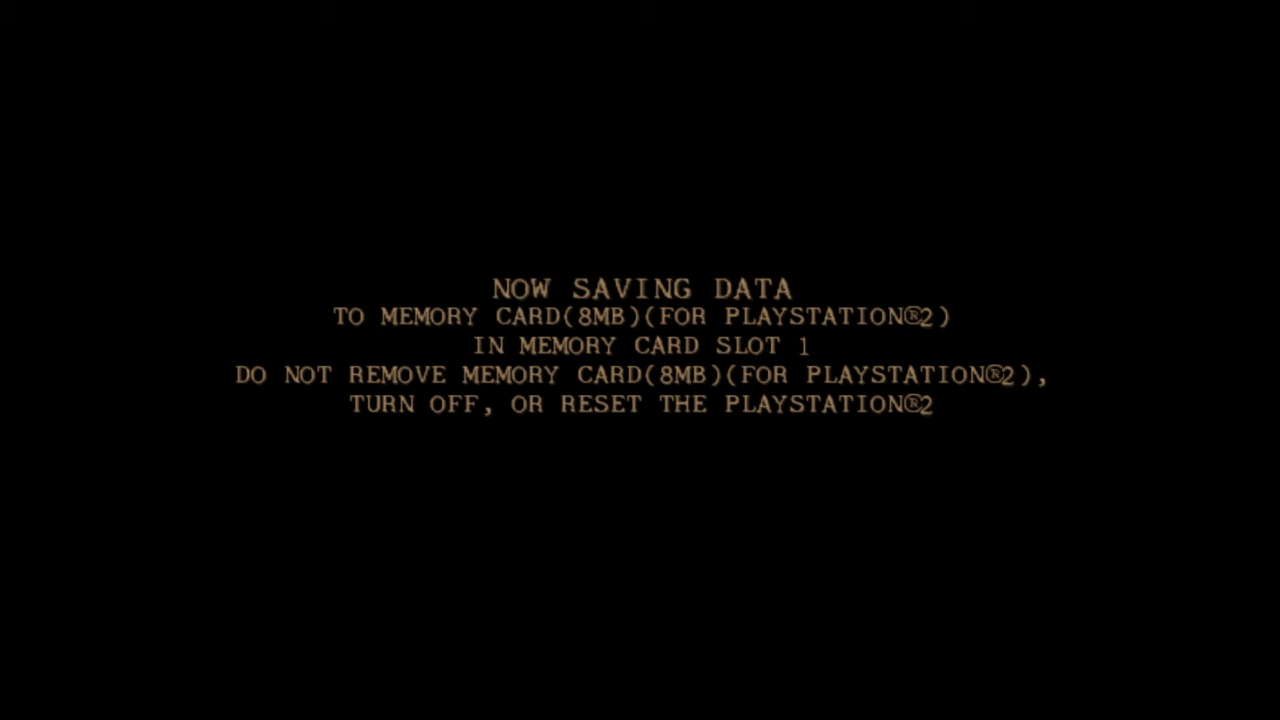 NOW SAVING DATA
TO MEMORY CARD(8MB)(FOR PLAYSTATION®2)
IN MEMORY CARD SLOT 1
DO NOT REMOVE MEMORY CARD(8MB)(FOR PLAYSTATION®2),
TURN OFF, OR RESET THE PLAYSTATION®2